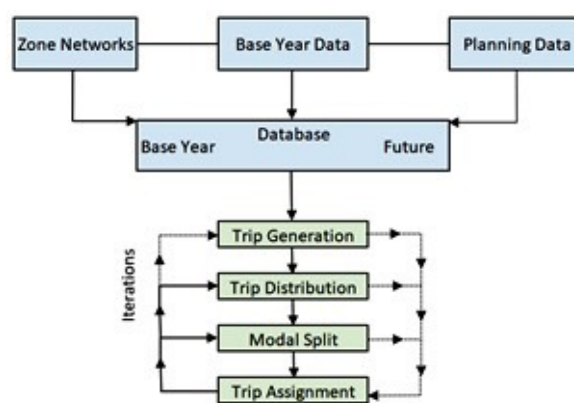 Zone Networks
Base Year Data
Planning Data
Database
Base Year
Future
Trip Generation
Trip Distribution
Modal Split
Trip Assignment
Iterations